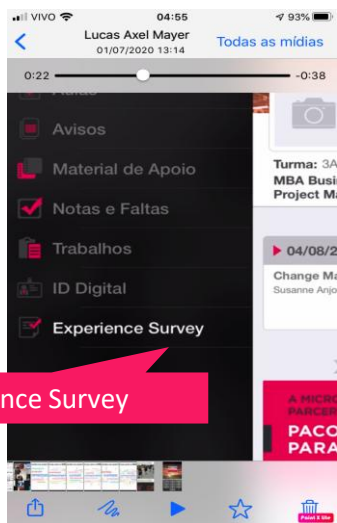 VIVO 04:55 93%
Lucas Axel Mayer
01/07/2020 13:14
Todas as mídias
0:22 -0:38
Aulas
Avisos
Material de Apoio
Notas e Faltas
Trabalhos
ID Digital
Experience Survey
nce Survey
Turma: 3A
MBA Busi
Project Ma
04/08/2
Change Ma
Susanne Anjo
A MICRO
PARCER
PACO
PARA